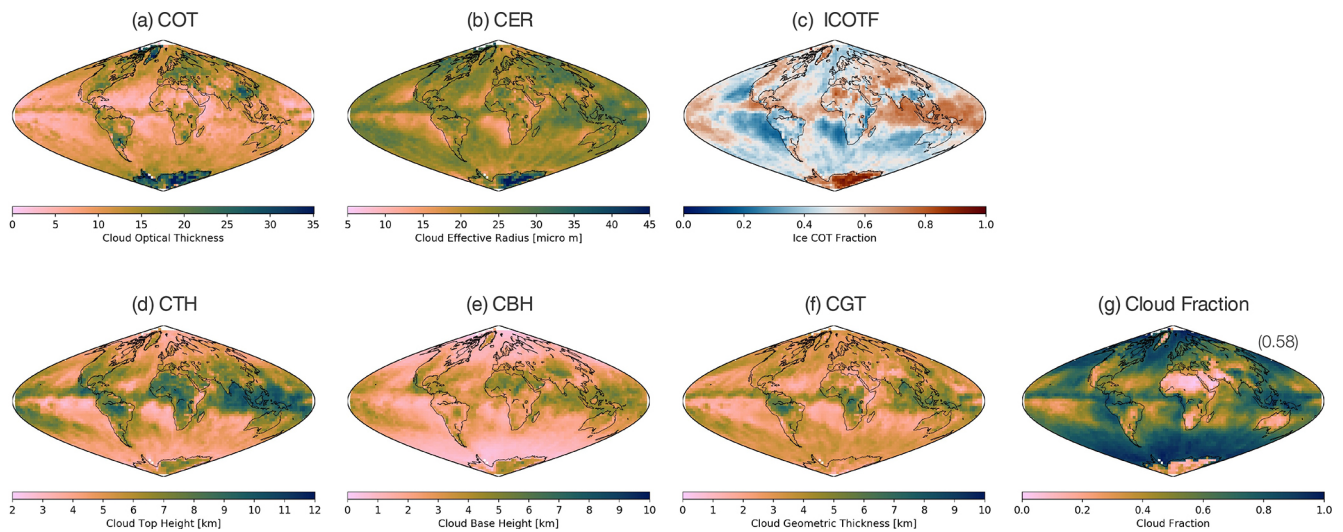 (a) COT
(b) CER
(c) ICOTF
0 5 10 15 20 25 30 35
Cloud Optical Thickness
5 10 15 20 25 30 35 40 45
Cloud Effective Radius [micro m]
0.0 0.2 0.4 0.6 0.8 1.0
Ice COT Fraction
(d) CTH
(e) CBH
(f) CGT
(g) Cloud Fraction
(0.58)
2 3 4 5 6 7 8 9 10 11 12
Cloud Top Height [km]
0 1 2 3 4 5 6 7 8 9 10
Cloud Base Height [km]
0 1 2 3 4 5 6 7 8 9 10
Cloud Geometric Thickness [km]
0.0 0.2 0.4 0.6 0.8 1.0
Cloud Fraction